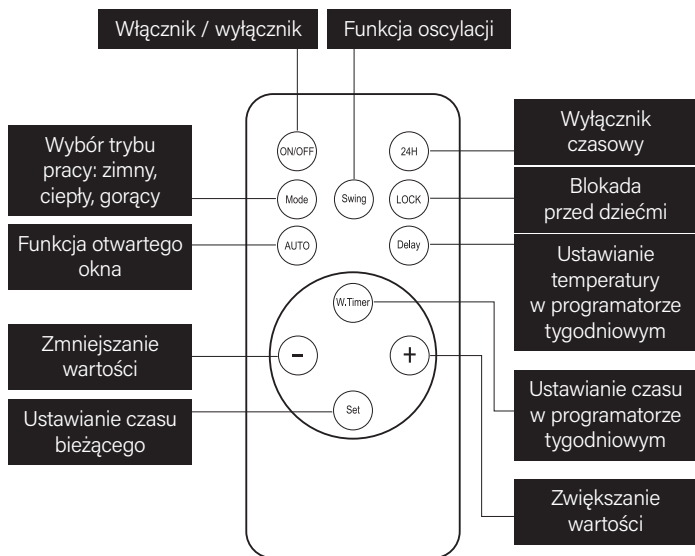 Włącznik / wyłącznik
Funkcja oscylacji
Wybór trybu
pracy: zimny,
ciepły, gorący
Funkcja otwartego
okna
Zmniejszanie
wartości
Ustawianie czasu
bieżącego
ON/OFF
24H
Mode
Swing
LOCK
AUTO
Delay
W.Timer
−
+
Set
Wyłącznik
czasowy
Blokada
przed dziećmi
Ustawianie
temperatury
w programatorze
tygodniowym
Ustawianie czasu
w programatorze
tygodniowym
Zwiększanie
wartości